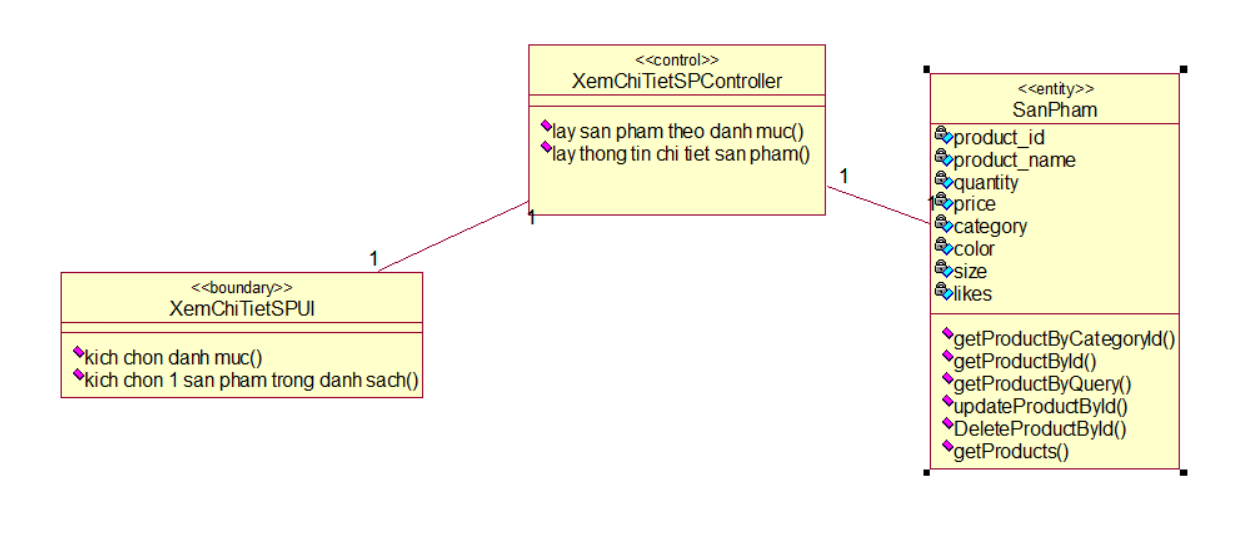 <<control>>
XemChiTietSPController
lay san pham theo danh muc()
lay thong tin chi tiet san pham()
1
1
<<boundary>>
XemChiTietSPUI
kich chon danh muc()
kich chon 1 san pham trong danh sach()
1
1
<<entity>>
SanPham
product_id
product_name
quantity
price
category
color
size
likes
getProductByCategoryId()
getProductById()
getProductByQuery()
updateProductById()
DeleteProductById()
getProducts()